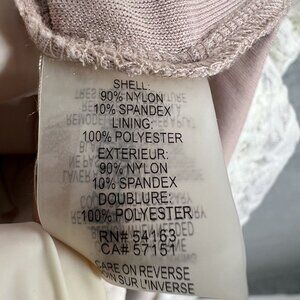 SHELL:
90% NYLON
10% SPANDEX
LINING:
100% POLYESTER
EXTERIEUR:
90% NYLON
10% SPANDEX
DOUBLURE:
100% POLYESTER
RN# 54163
CA# 57151
CARE ON REVERSE
SUR L'INVERSE